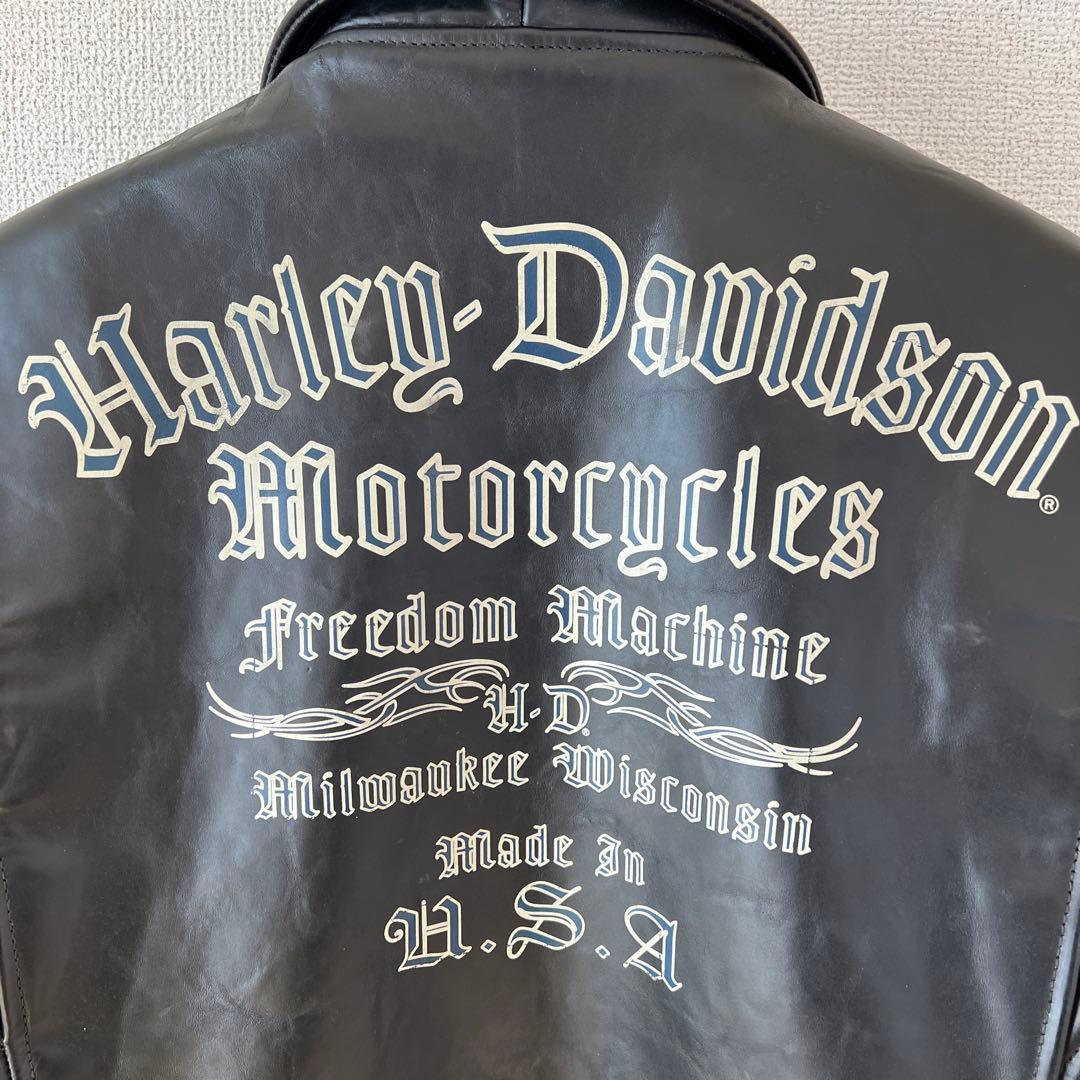 Harley-Davidson®
Motorcycles
Freedom Machine
H-D®
Milwaukee Wisconsin
Made In
U.S.A